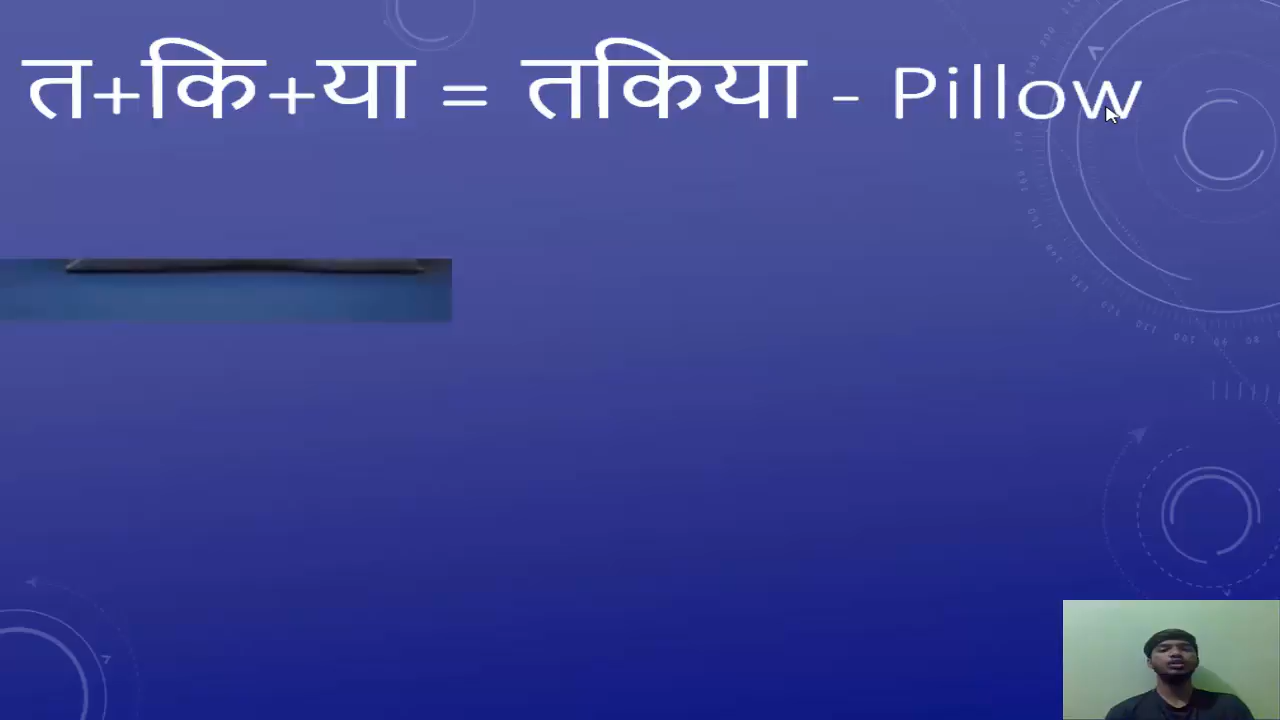 त+कि+या = तकिया - Pillow